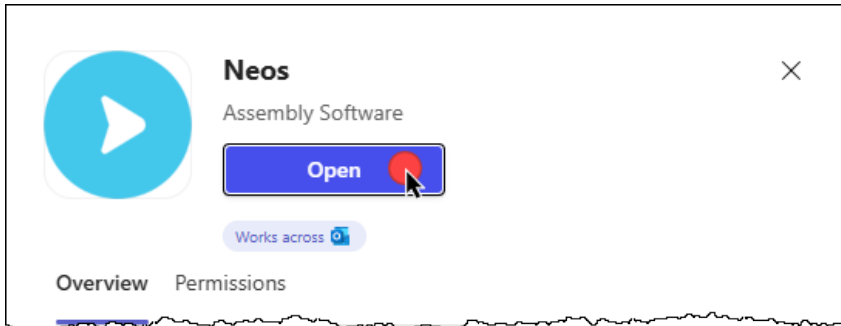 Neos
Assembly Software
Open
Works across
Overview Permissions